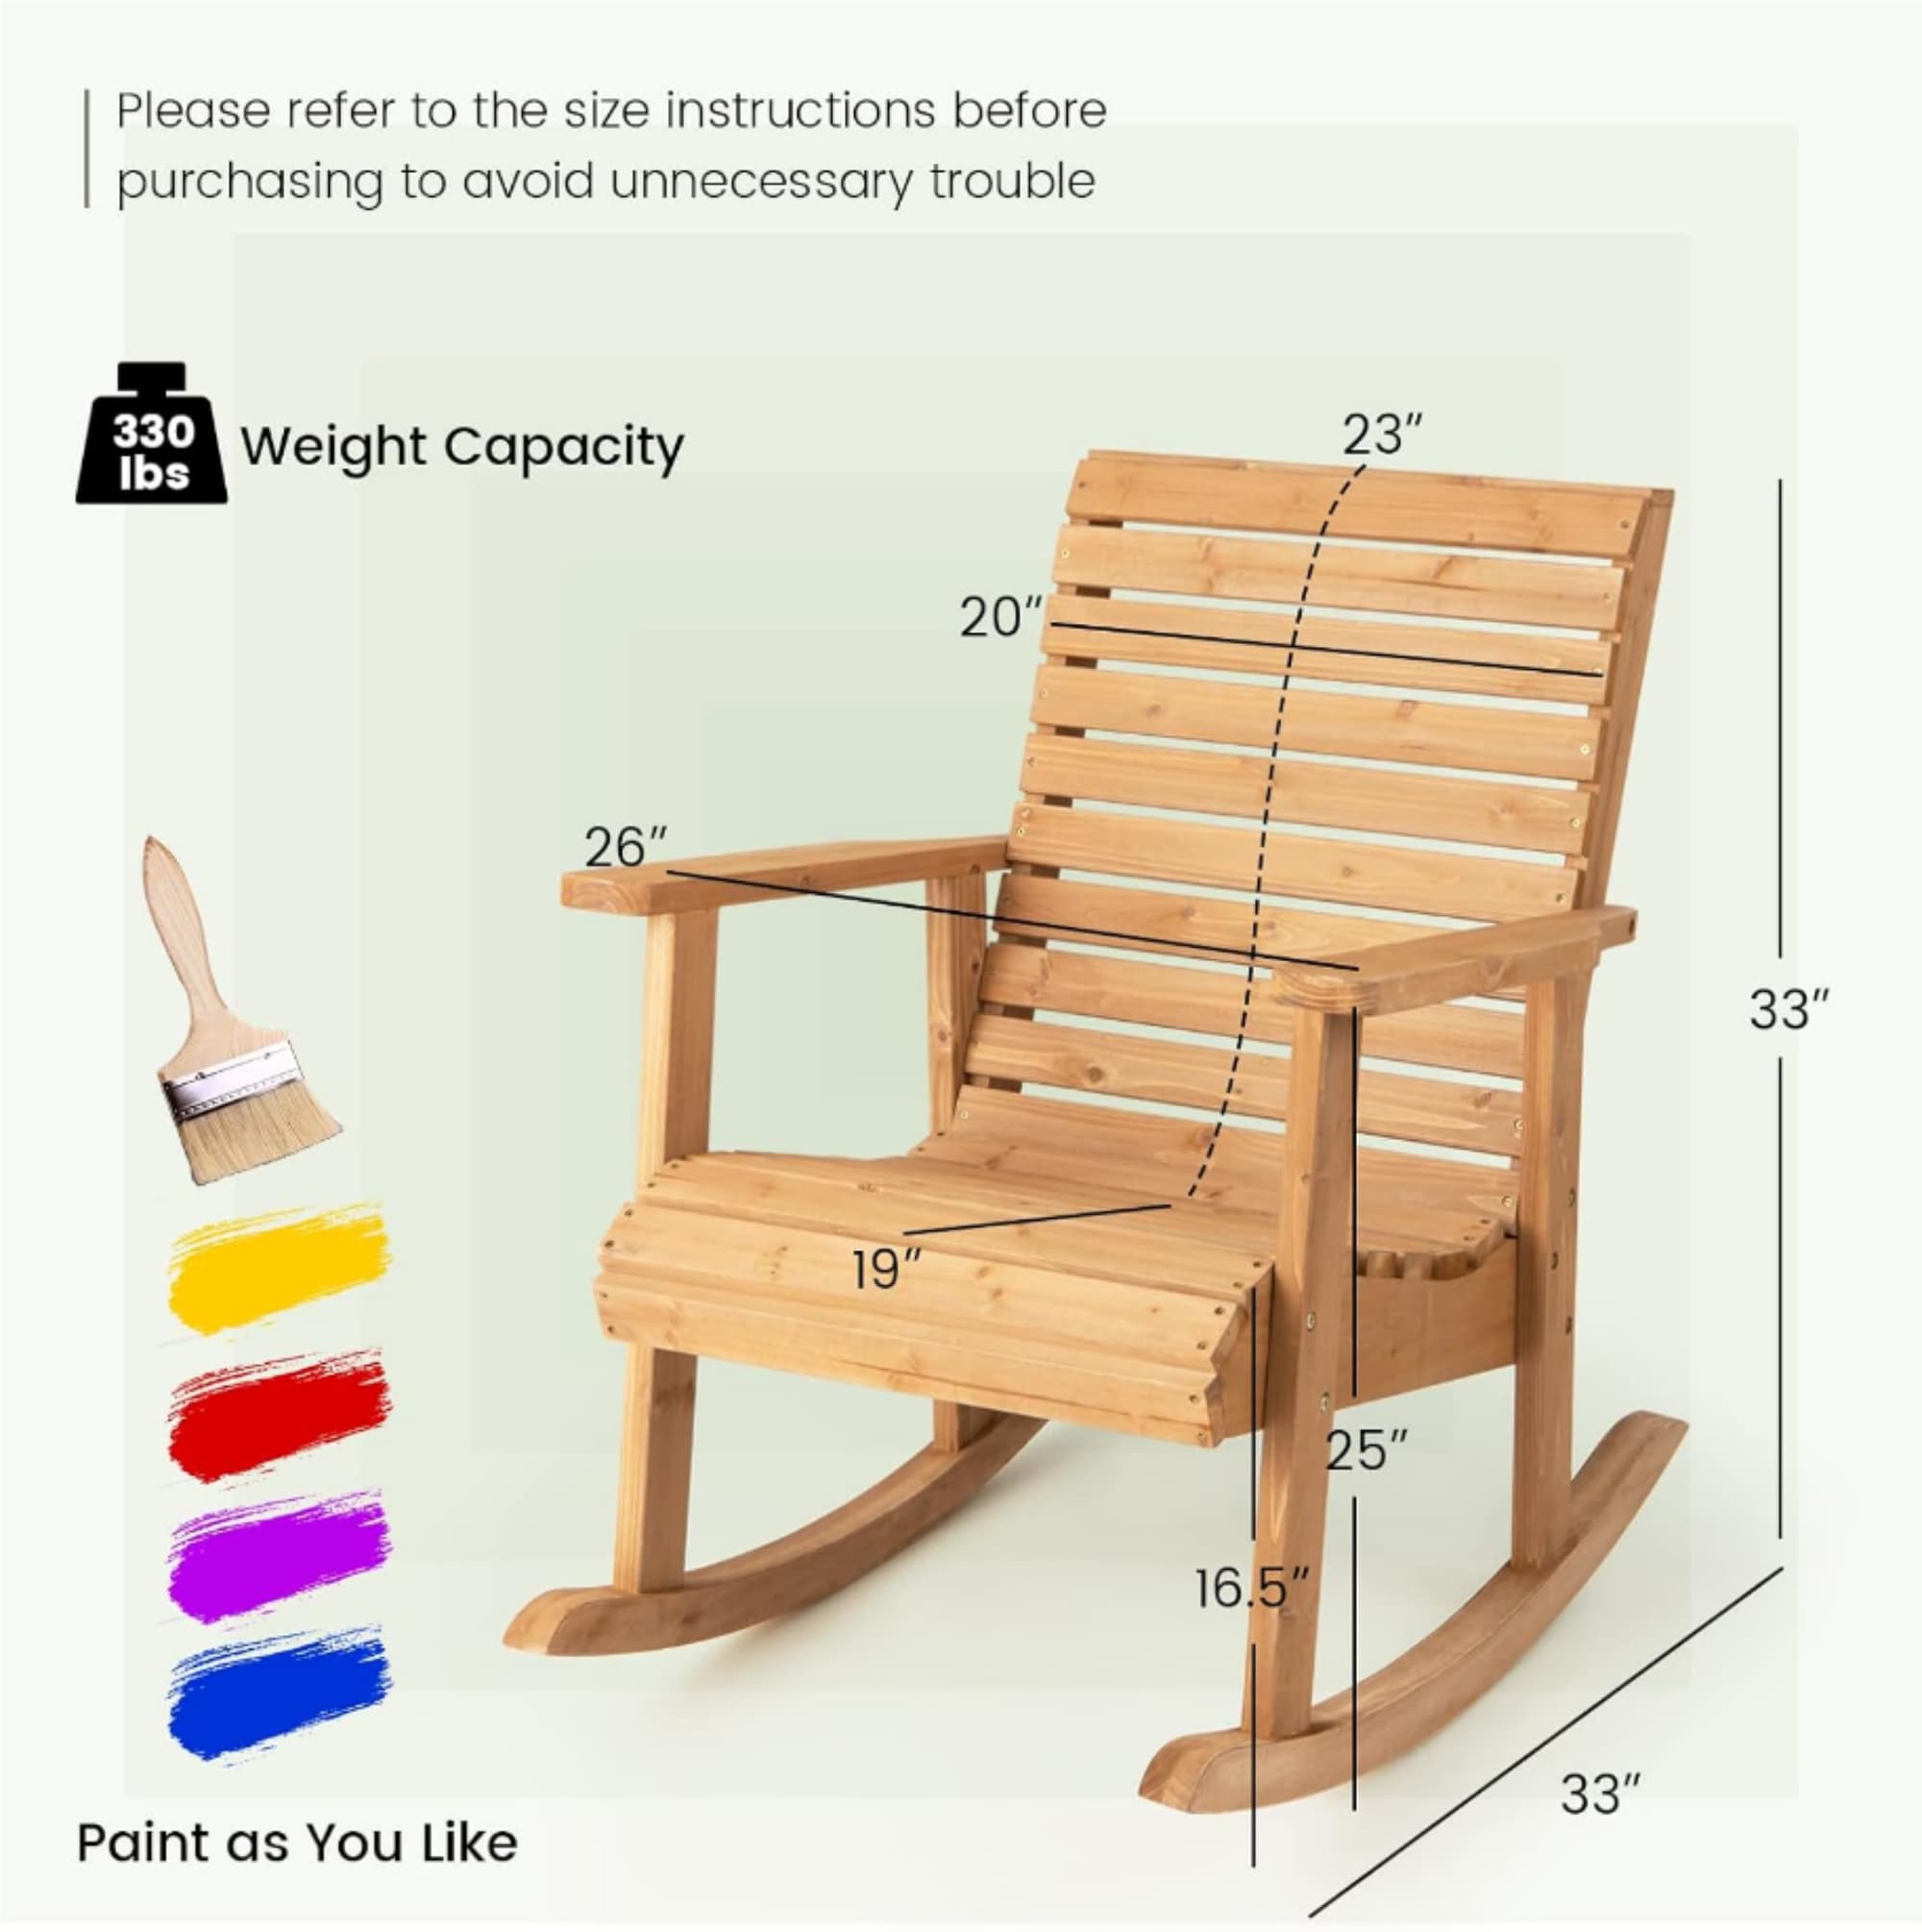 Please refer to the size instructions before
purchasing to avoid unnecessary trouble
330
lbs
Weight Capacity
23"
20"
26"
33"
19"
25"
16.5"
33"
Paint as You Like